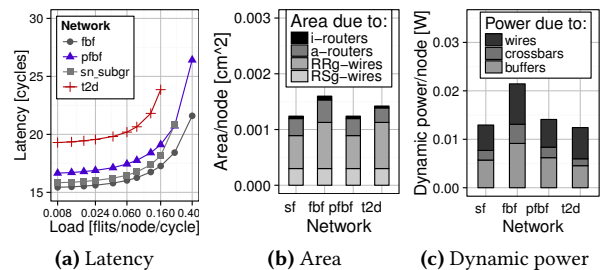 Network
fbf
pfbf
sn_subgr
t2d
Latency [cycles]
30
25
20
15
0.008 0.024 0.060 0.160 0.40
Load [flits/node/cycle]
(a) Latency
Area due to:
i-routers
a-routers
RRg-wires
RSg-wires
Area/node [cm^2]
0.003
0.002
0.001
0.000
sf fbf pfbf t2d
Network
(b) Area
Power due to:
wires
crossbars
buffers
Dynamic power/node [W]
0.03
0.02
0.01
0.00
sf fbf pfbf t2d
Network
(c) Dynamic power